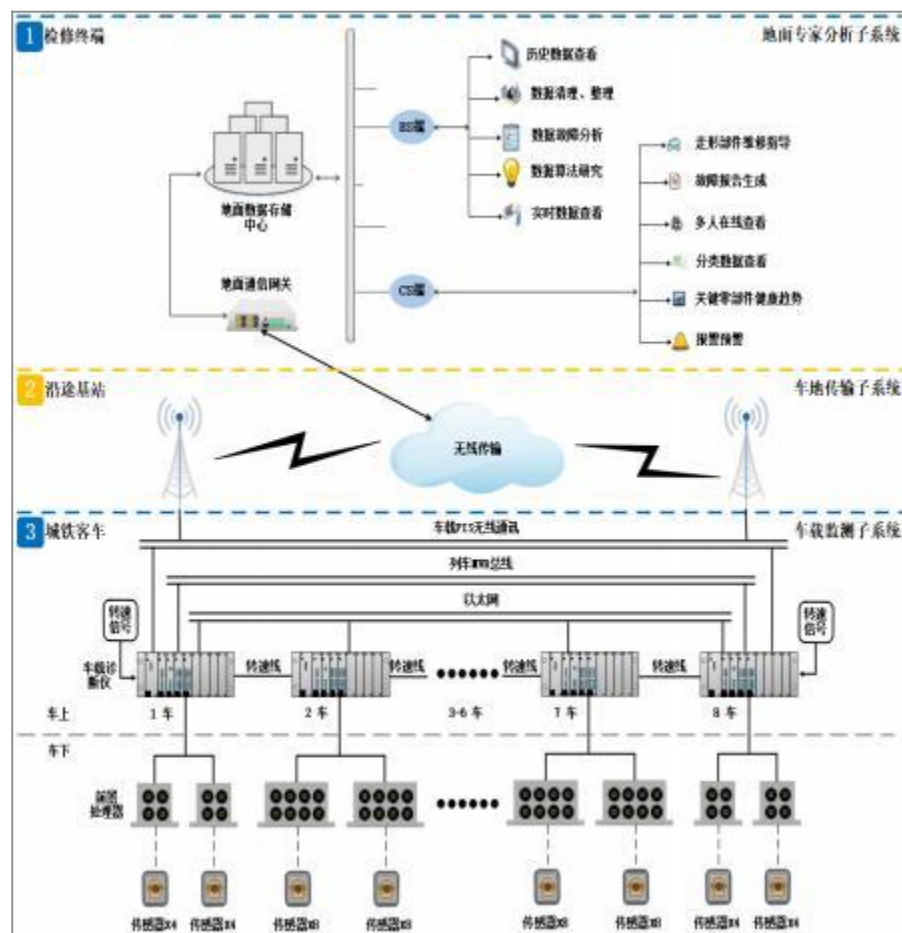 1 检修终端
地面专家分析子系统
历史数据查看
数据清理、整理
BS端
数据故障分析
走形部件维修指导
数据算法研究
故障报告生成
地面数据存储
中心
实时数据查看
多人在线查看
分类数据查看
地面通信网关
CS端
关键零部件健康趋势
报警预警
2 沿途基站
车地传输子系统
无线传输
3 城铁客车
车载PIS无线通讯
车载监测子系统
列车MVB总线
以太网
转速
信号
转速
信号
车载诊
断仪
转速线
转速线
转速线
转速线
车上
1 车
2 车
3-6 车
7 车
8 车
车下
处理器
传感器X4
传感器X4
传感器X8
传感器X8
传感器X8
传感器X8
传感器X4
传感器X4